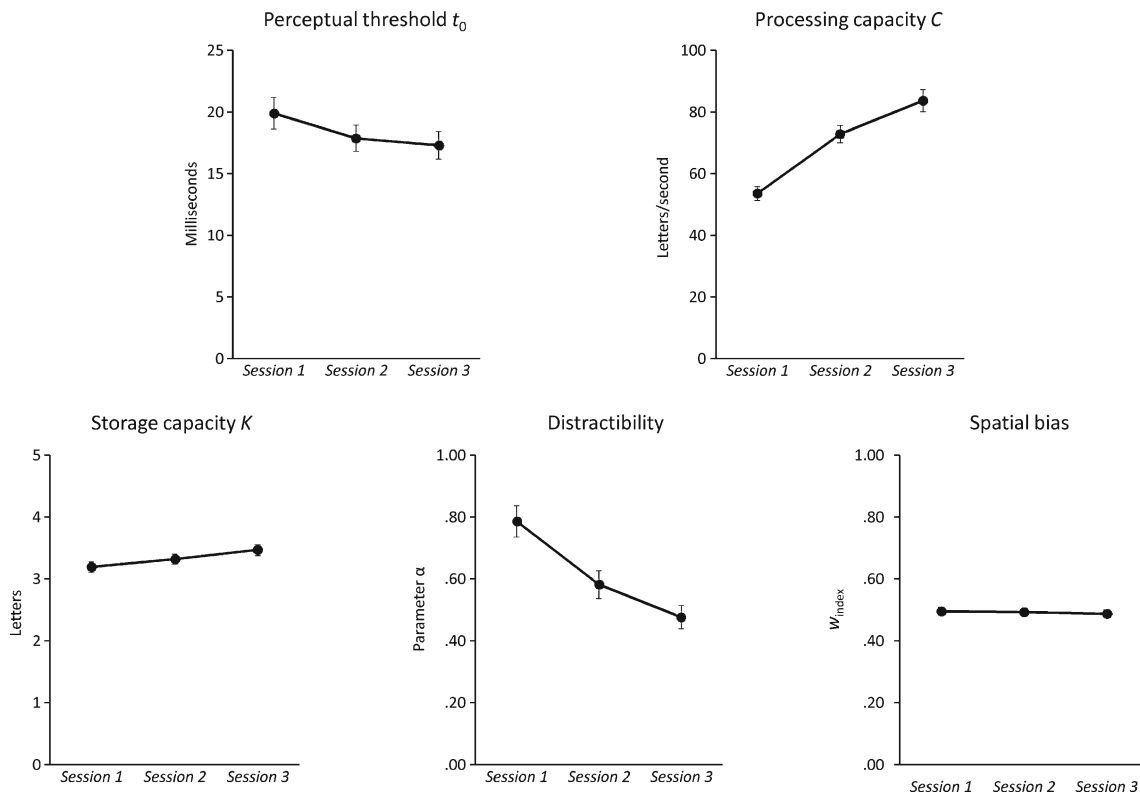 Perceptual threshold t0
Processing capacity C
25
20
15
10
5
0
Milliseconds
Session 1 Session 2 Session 3
100
80
60
40
20
0
Letters/second
Session 1 Session 2 Session 3
Storage capacity K
Distractibility
Spatial bias
5
4
3
2
1
0
Letters
Session 1 Session 2 Session 3
1.00
.80
.60
.40
.20
.00
Parameter α
Session 1 Session 2 Session 3
1.00
.80
.60
.40
.20
.00
windex
Session 1 Session 2 Session 3